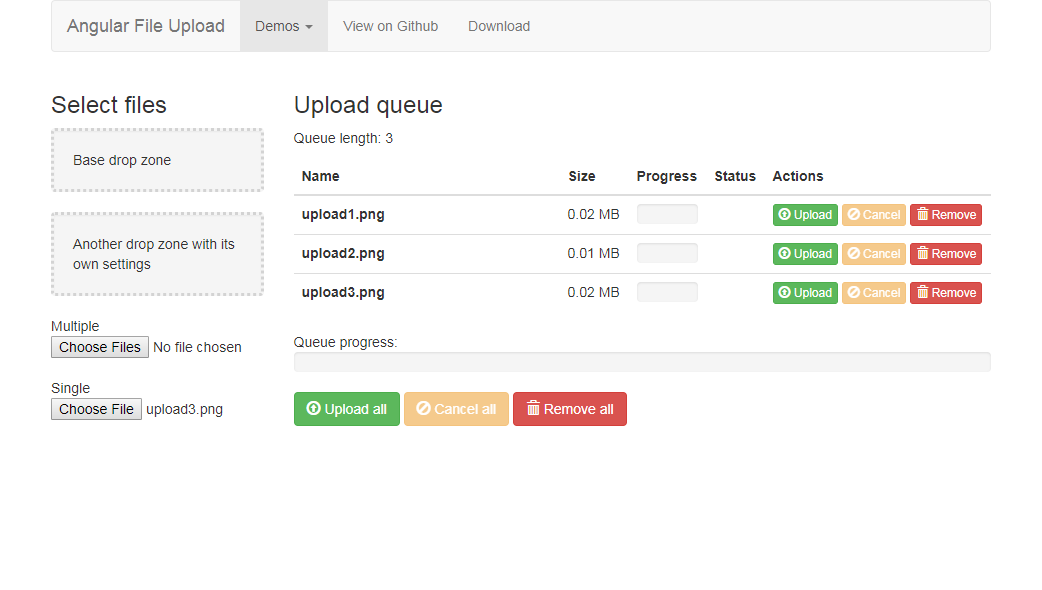 Angular File Upload Demos View on Github Download
Select files
Base drop zone
Another drop zone with its
own settings
Multiple
Choose Files No file chosen
Single
Choose File upload3.png
Upload queue
Queue length: 3
Name Size Progress Status Actions
upload1.png 0.02 MB Upload Cancel Remove
upload2.png 0.01 MB Upload Cancel Remove
upload3.png 0.02 MB Upload Cancel Remove
Queue progress:
Upload all Cancel all Remove all